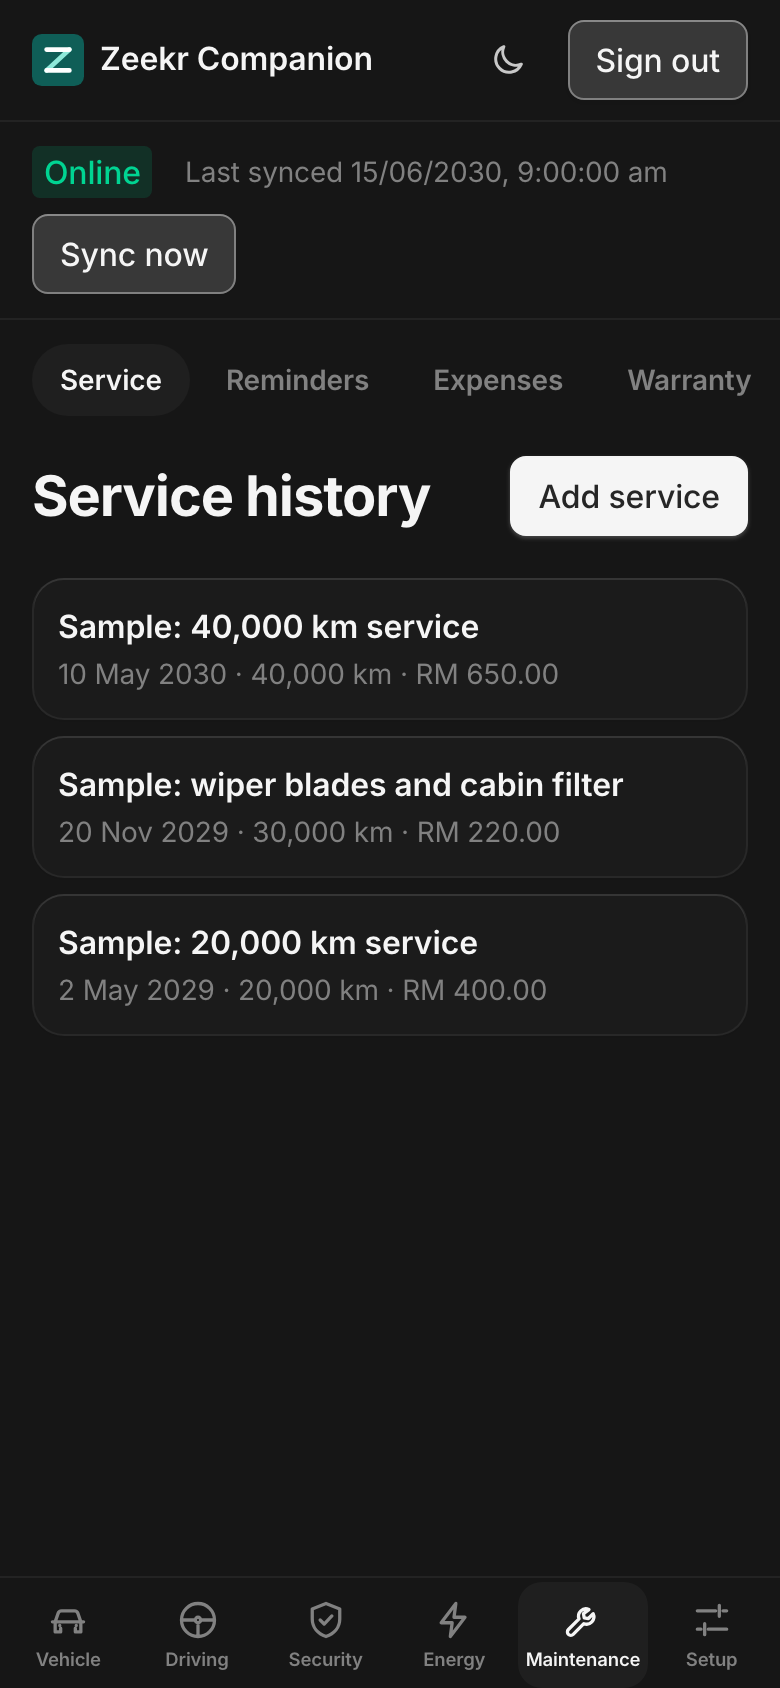 Zeekr Companion
Sign out
Online
Last synced 15/06/2030, 9:00:00 am
Sync now
Service
Reminders
Expenses
Warranty
Service history
Add service
Sample: 40,000 km service
10 May 2030 · 40,000 km · RM 650.00
Sample: wiper blades and cabin filter
20 Nov 2029 · 30,000 km · RM 220.00
Sample: 20,000 km service
2 May 2029 · 20,000 km · RM 400.00
Vehicle
Driving
Security
Energy
Maintenance
Setup